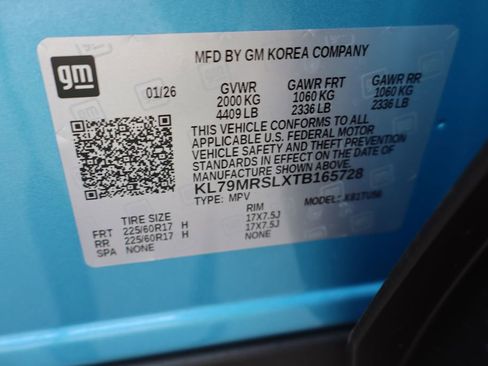 gm
MFD BY GM KOREA COMPANY
01/26 GVWR GAWR FRT GAWR RR
2000 KG 1060 KG 1060 KG
4409 LB 2336 LB 2336 LB
THIS VEHICLE CONFORMS TO ALL
APPLICABLE U.S. FEDERAL MOTOR
VEHICLE SAFETY AND THEFT PREVENTION
STANDARDS IN EFFECT ON THE DATE OF
MANUFACTURE SHOWN ABOVE.
KL79MRSLXTB165728
TYPE: MPV MODEL:
TIRE SIZE RIM
FRT 225/60R17 H 17X7.5J
RR 225/60R17 H 17X7.5J
SPA NONE NONE